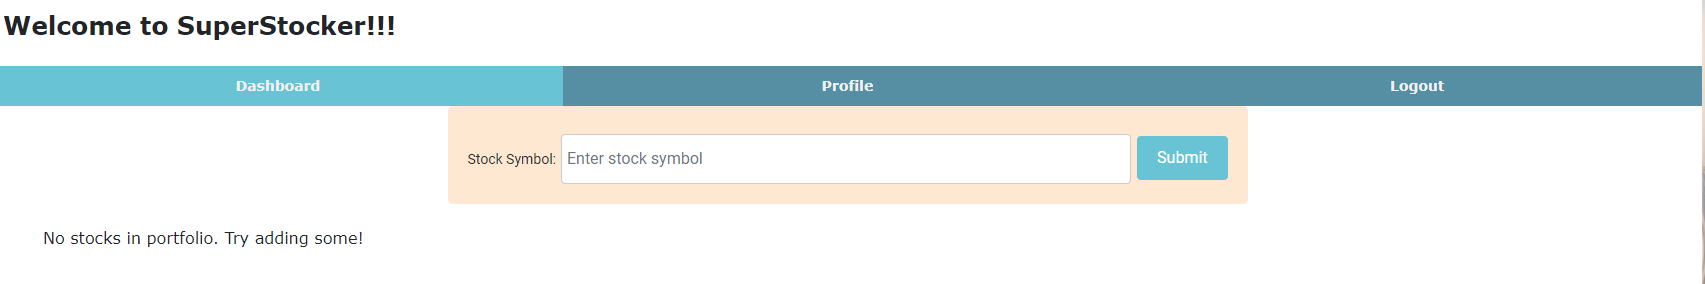 Welcome to SuperStocker!!!
Dashboard Profile Logout
Stock Symbol: Enter stock symbol Submit
No stocks in portfolio. Try adding some!